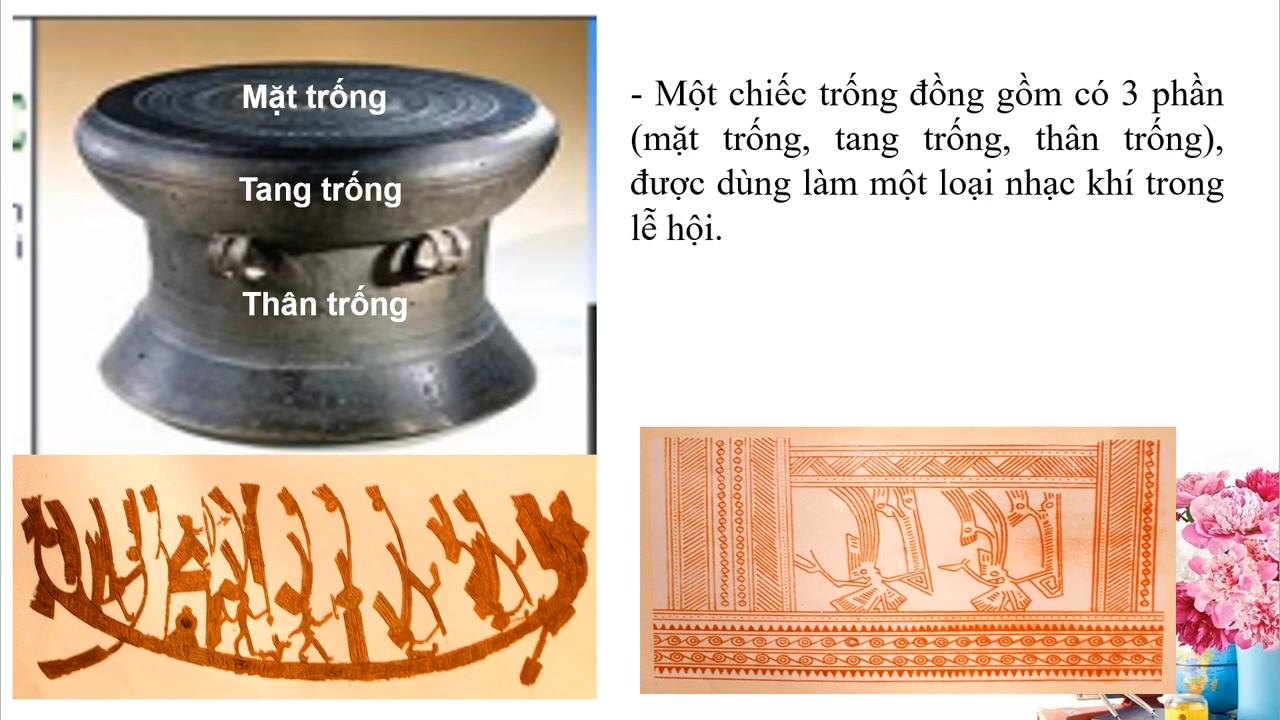 Mặt trống
Tang trống
Thân trống
- Một chiếc trống đồng gồm có 3 phần
(mặt trống, tang trống, thân trống),
được dùng làm một loại nhạc khí trong
lễ hội.